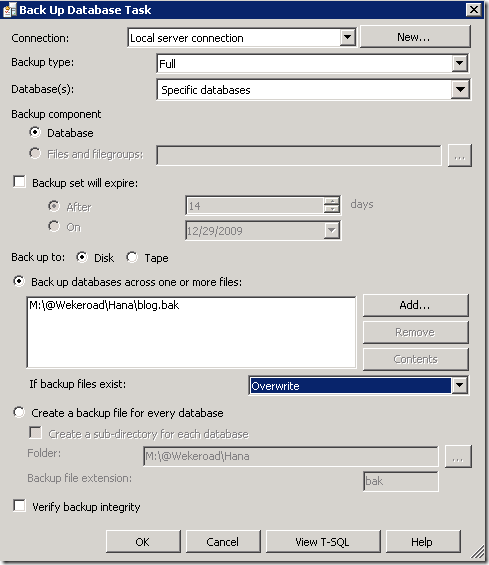 Back Up Database Task
Connection: Local server connection New...
Backup type: Full
Database(s): Specific databases
Backup component
Database
Files and filegroups: ...
Backup set will expire:
After 14 days
On 12/29/2009
Back up to: Disk Tape
Back up databases across one or more files:
M:\@Wekeroad\Hana\blog.bak
Add...
Remove
Contents
If backup files exist: Overwrite
Create a backup file for every database
Create a sub-directory for each database
Folder: M:\@Wekeroad\Hana ...
Backup file extension: bak
Verify backup integrity
OK Cancel View T-SQL Help